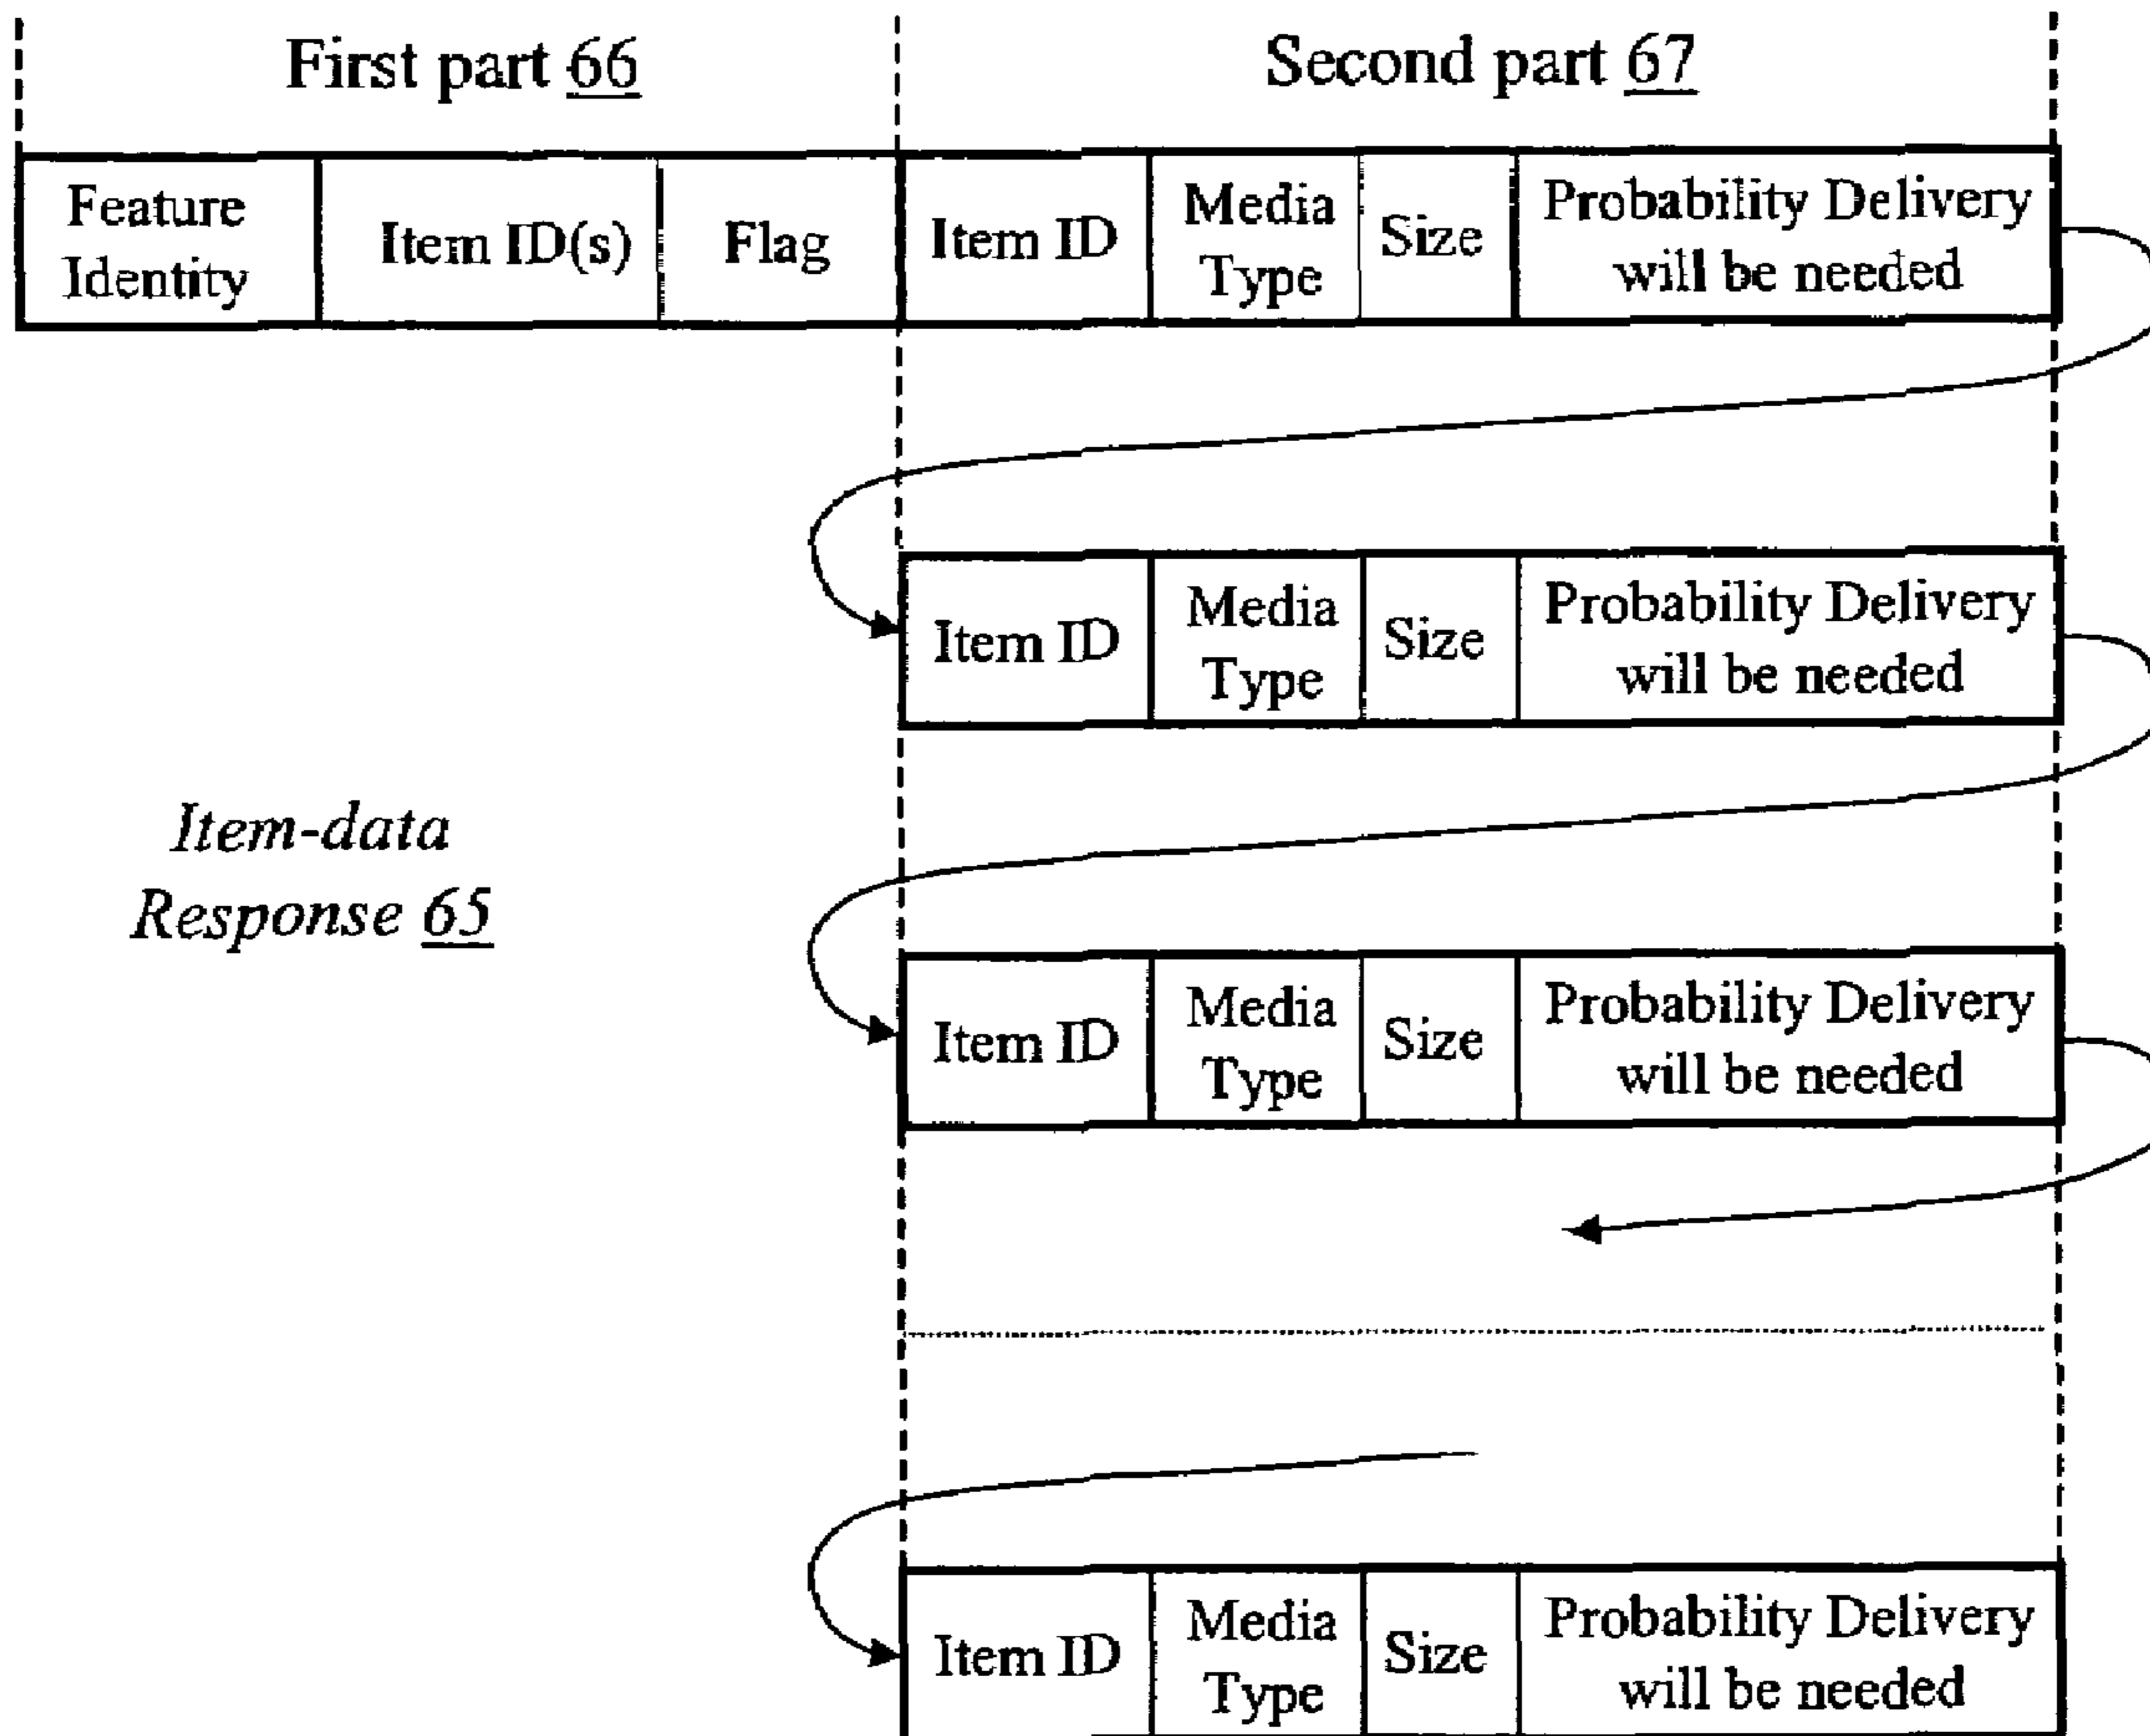 First part 66
Second part 67
Feature
Identity
Item ID(s)
Flag
Item ID
Media
Type
Size
Probability Delivery
will be needed
Item ID
Media
Type
Size
Probability Delivery
will be needed
Item-data
Response 65
Item ID
Media
Type
Size
Probability Delivery
will be needed
Item ID
Media
Type
Size
Probability Delivery
will be needed